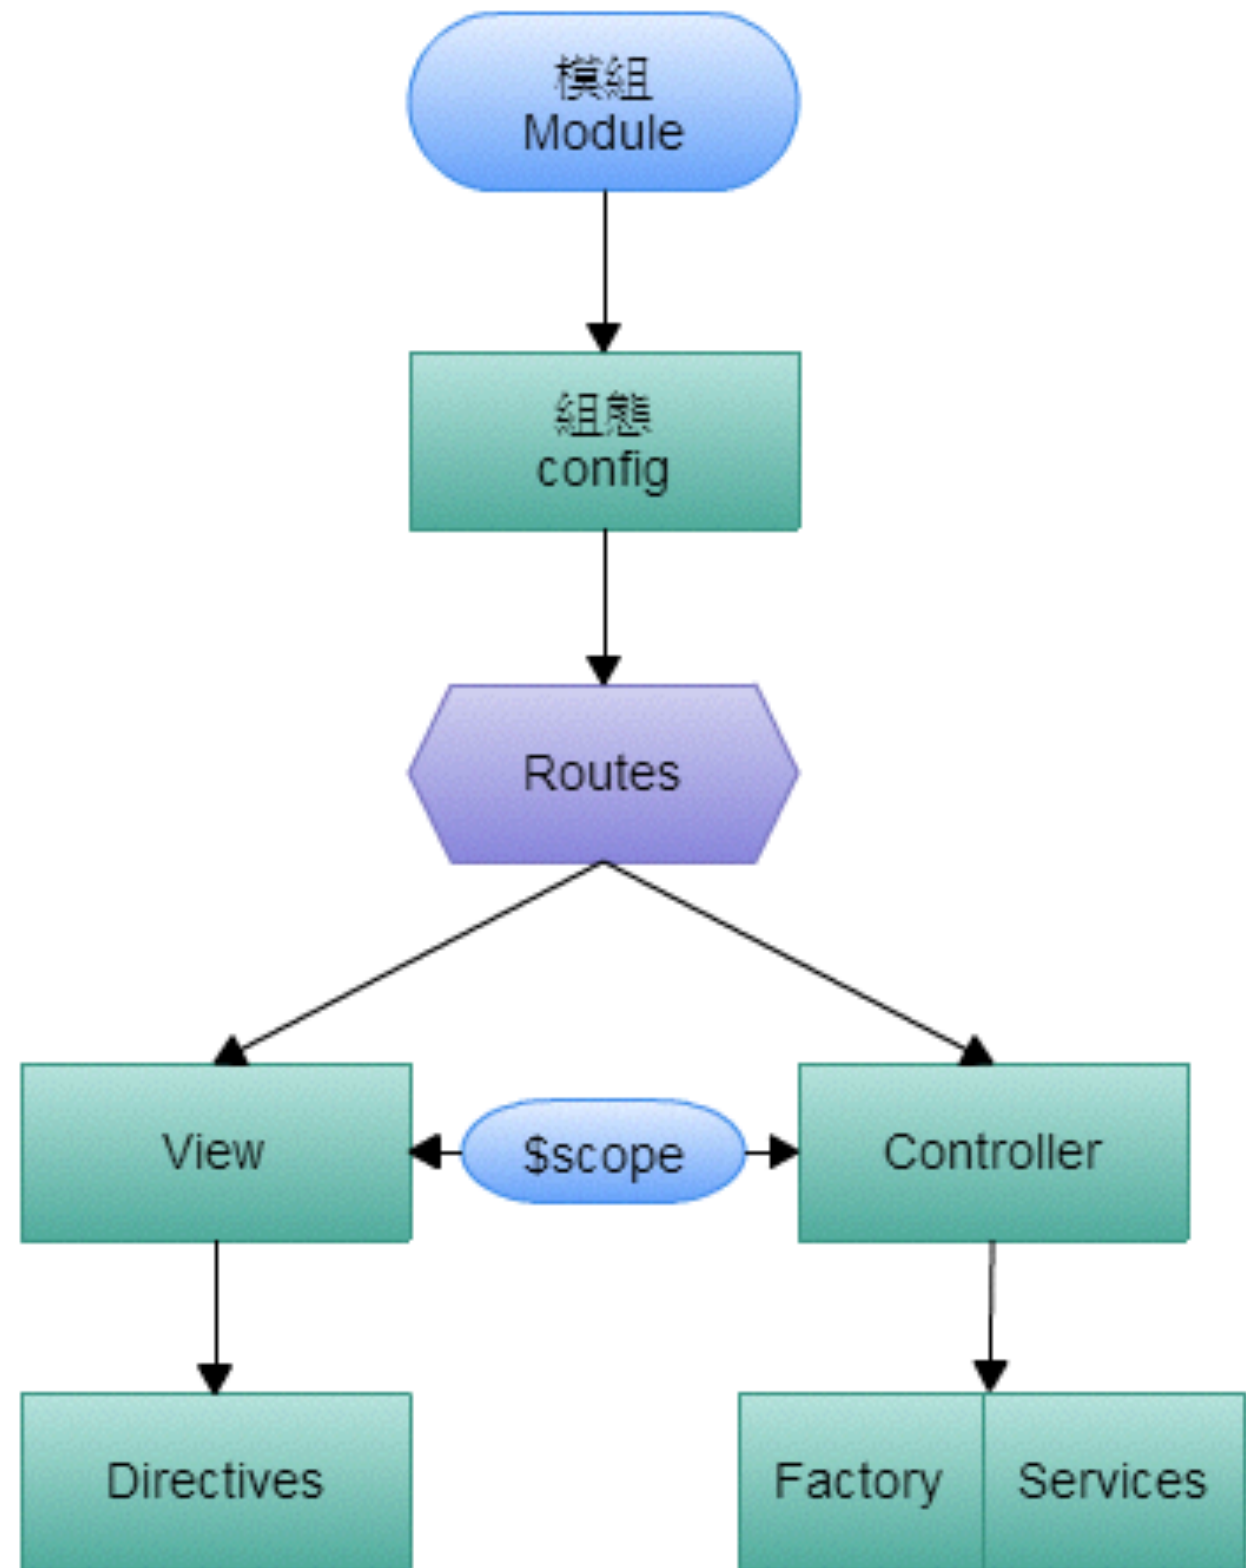 模組
Module
組態
config
Routes
View
$scope
Controller
Directives
Factory
Services